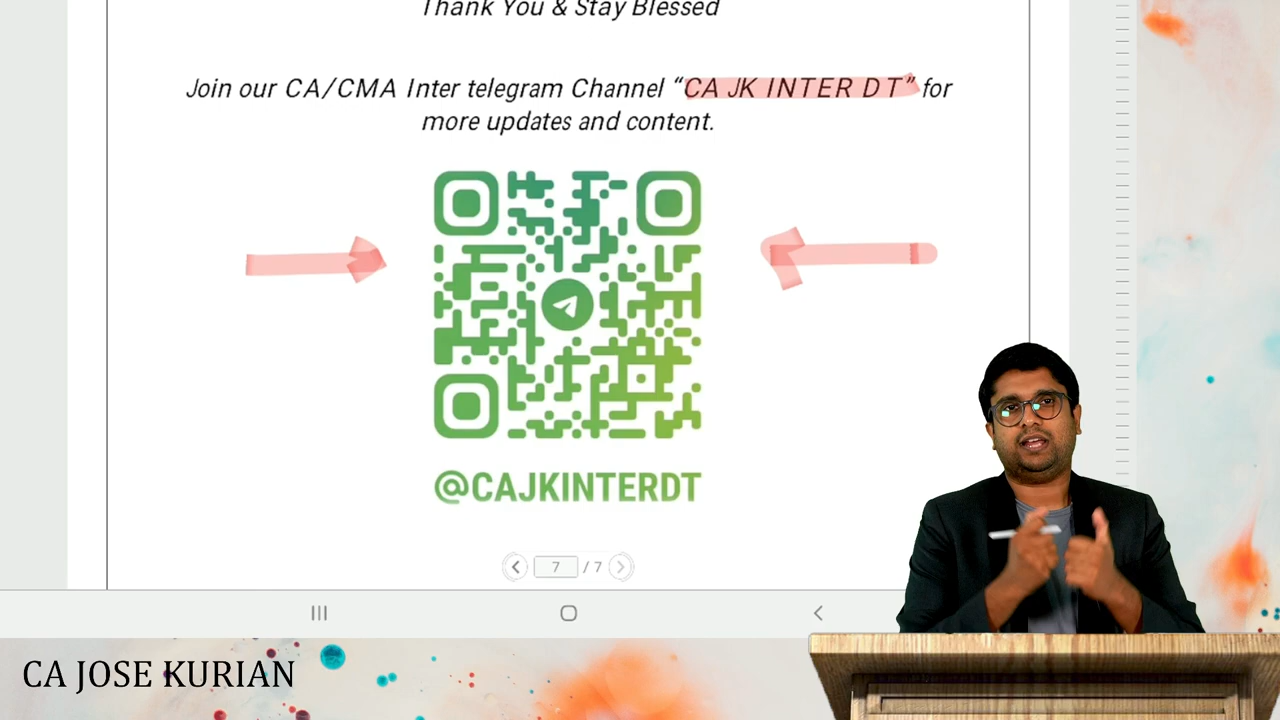 Thank You & Stay Blessed
Join our CA/CMA Inter telegram Channel “CA JK INTER DT” for
more updates and content.
@CAJKINTERDT
7 / 7
CA JOSE KURIAN